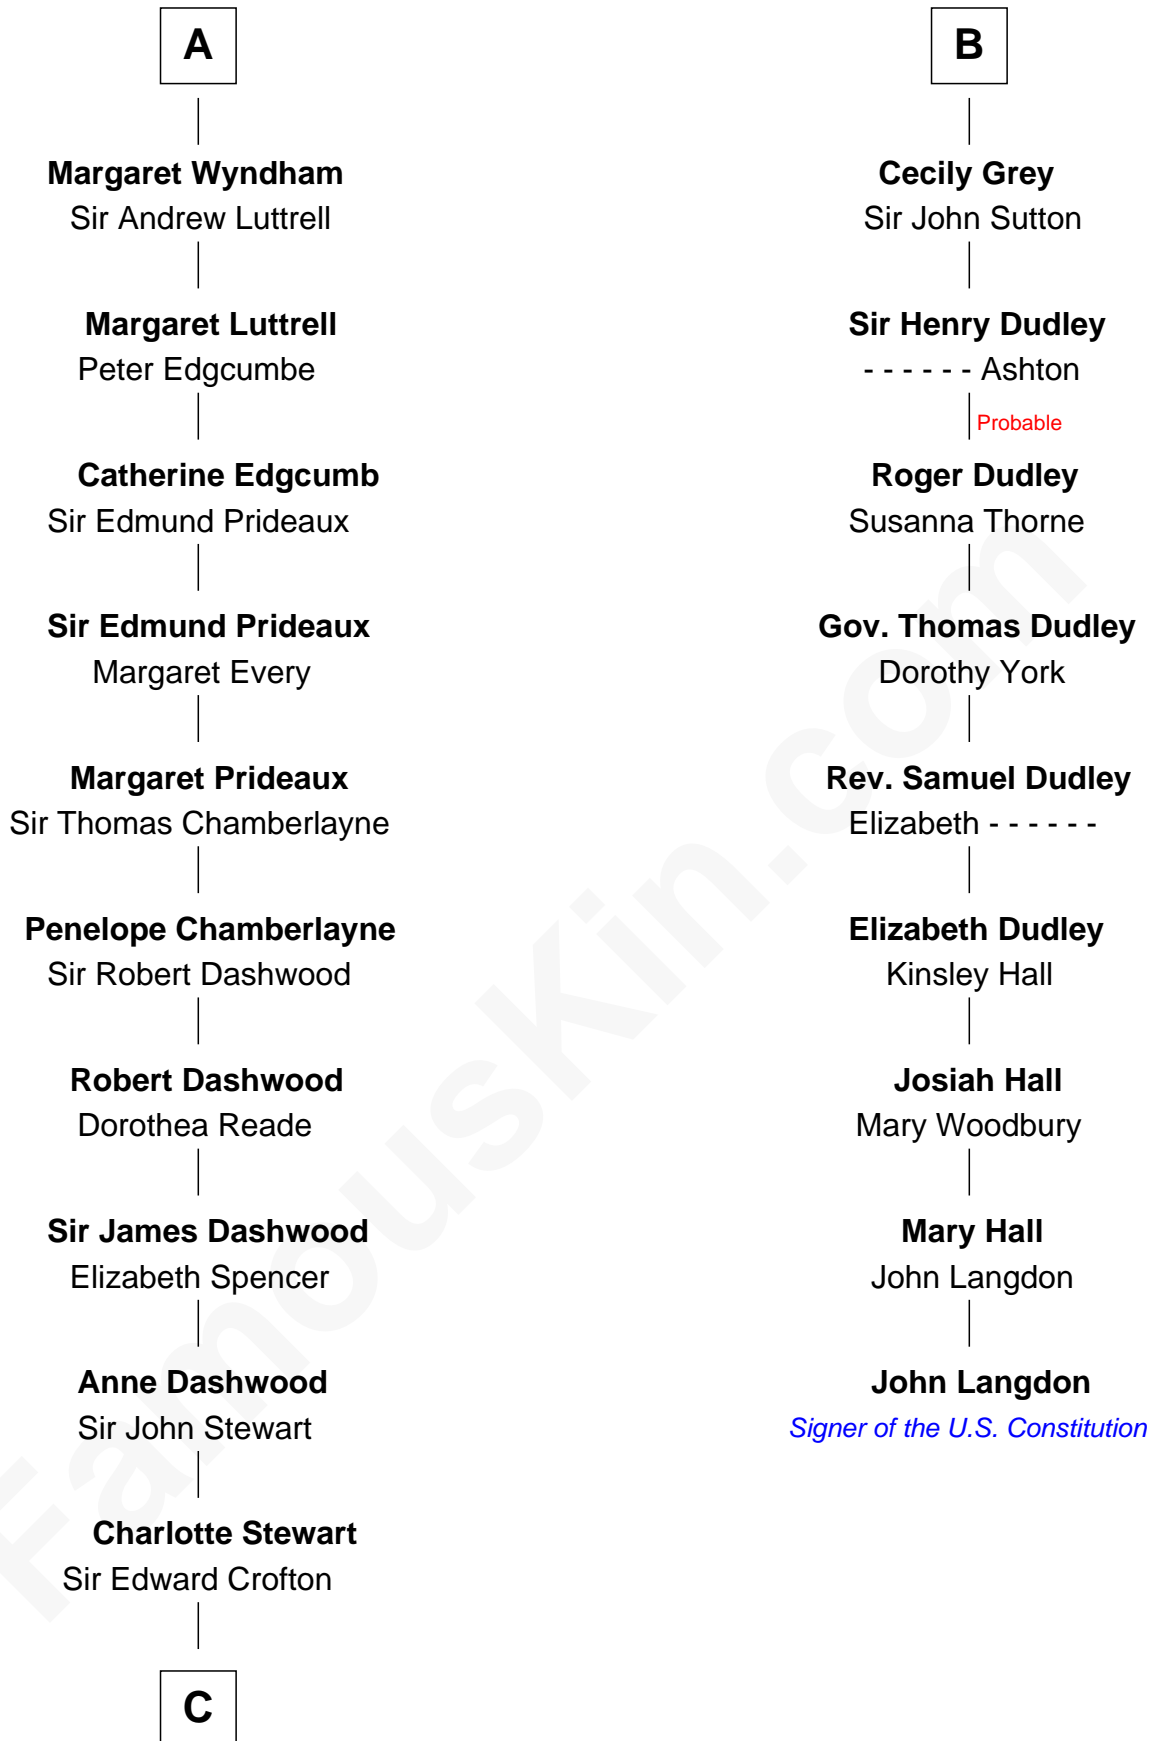 A
Margaret Wyndham
Sir Andrew Luttrell
Margaret Luttrell
Peter Edgcumbe
Catherine Edgcumb
Sir Edmund Prideaux
Sir Edmund Prideaux
Margaret Every
Margaret Prideaux
Sir Thomas Chamberlayne
Penelope Chamberlayne
Sir Robert Dashwood
Robert Dashwood
Dorothea Reade
Sir James Dashwood
Elizabeth Spencer
Anne Dashwood
Sir John Stewart
Charlotte Stewart
Sir Edward Crofton
C
B
Cecily Grey
Sir John Sutton
Sir Henry Dudley
- - - - - - Ashton
Probable
Roger Dudley
Susanna Thorne
Gov. Thomas Dudley
Dorothy York
Rev. Samuel Dudley
Elizabeth - - - - - -
Elizabeth Dudley
Kinsley Hall
Josiah Hall
Mary Woodbury
Mary Hall
John Langdon
John Langdon
Signer of the U.S. Constitution
FamousKin.com